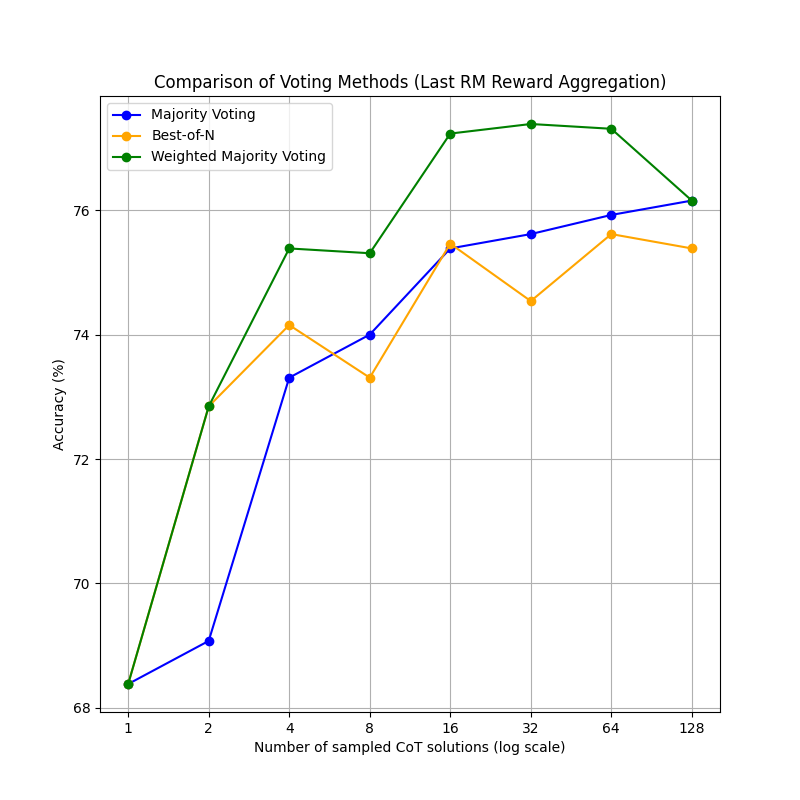 Comparison of Voting Methods (Last RM Reward Aggregation)
Majority Voting
Best-of-N
Weighted Majority Voting
Accuracy (%)
76
74
72
70
68
1 2 4 8 16 32 64 128
Number of sampled CoT solutions (log scale)